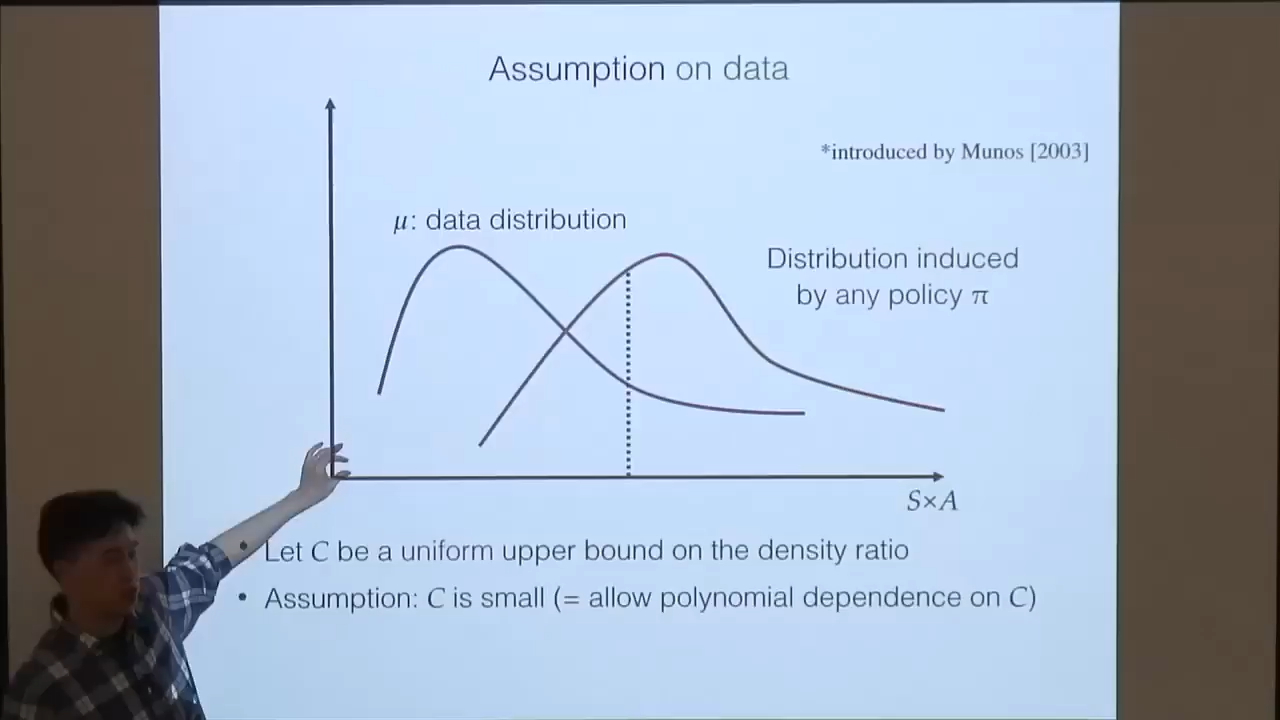 Assumption on data
*introduced by Munos [2003]
μ: data distribution
Distribution induced
by any policy π
S×A
• Let C be a uniform upper bound on the density ratio
• Assumption: C is small (= allow polynomial dependence on C)